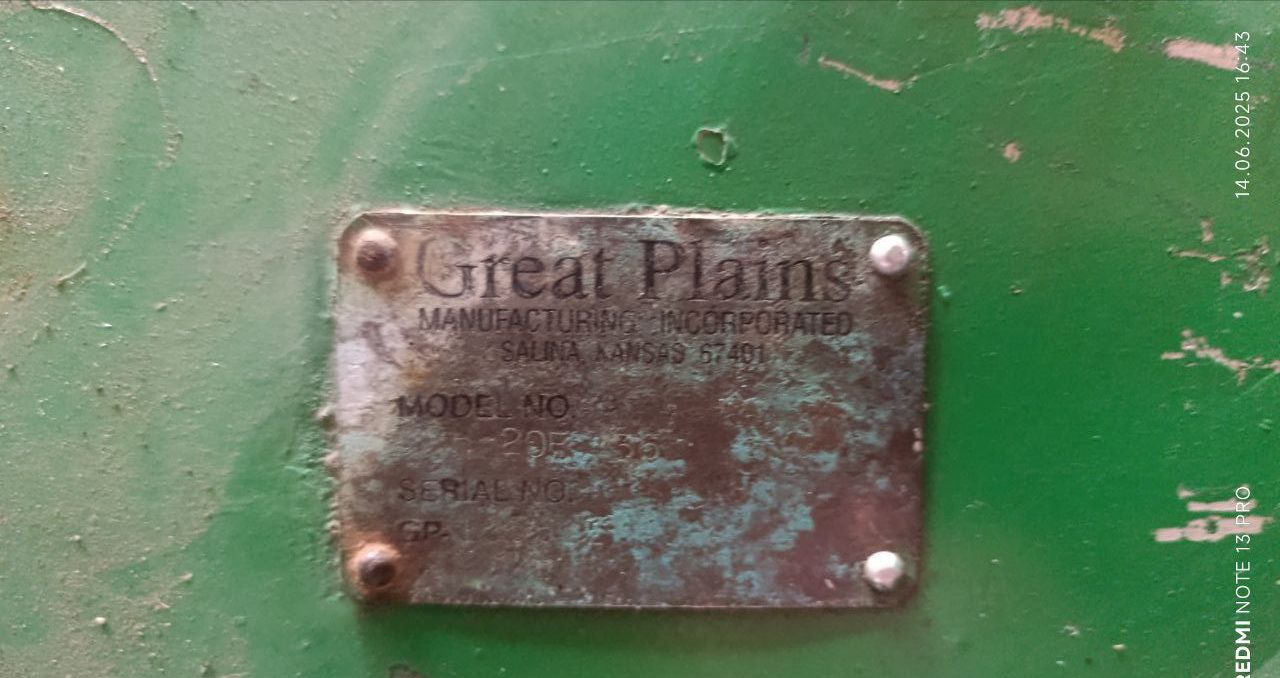 Great Plains
MANUFACTURING INCORPORATED
SALINA, KANSAS 67401
MODEL NO.
SERIAL NO.
GP-
14.06.2025 16:43
REDMI NOTE 13 PRO